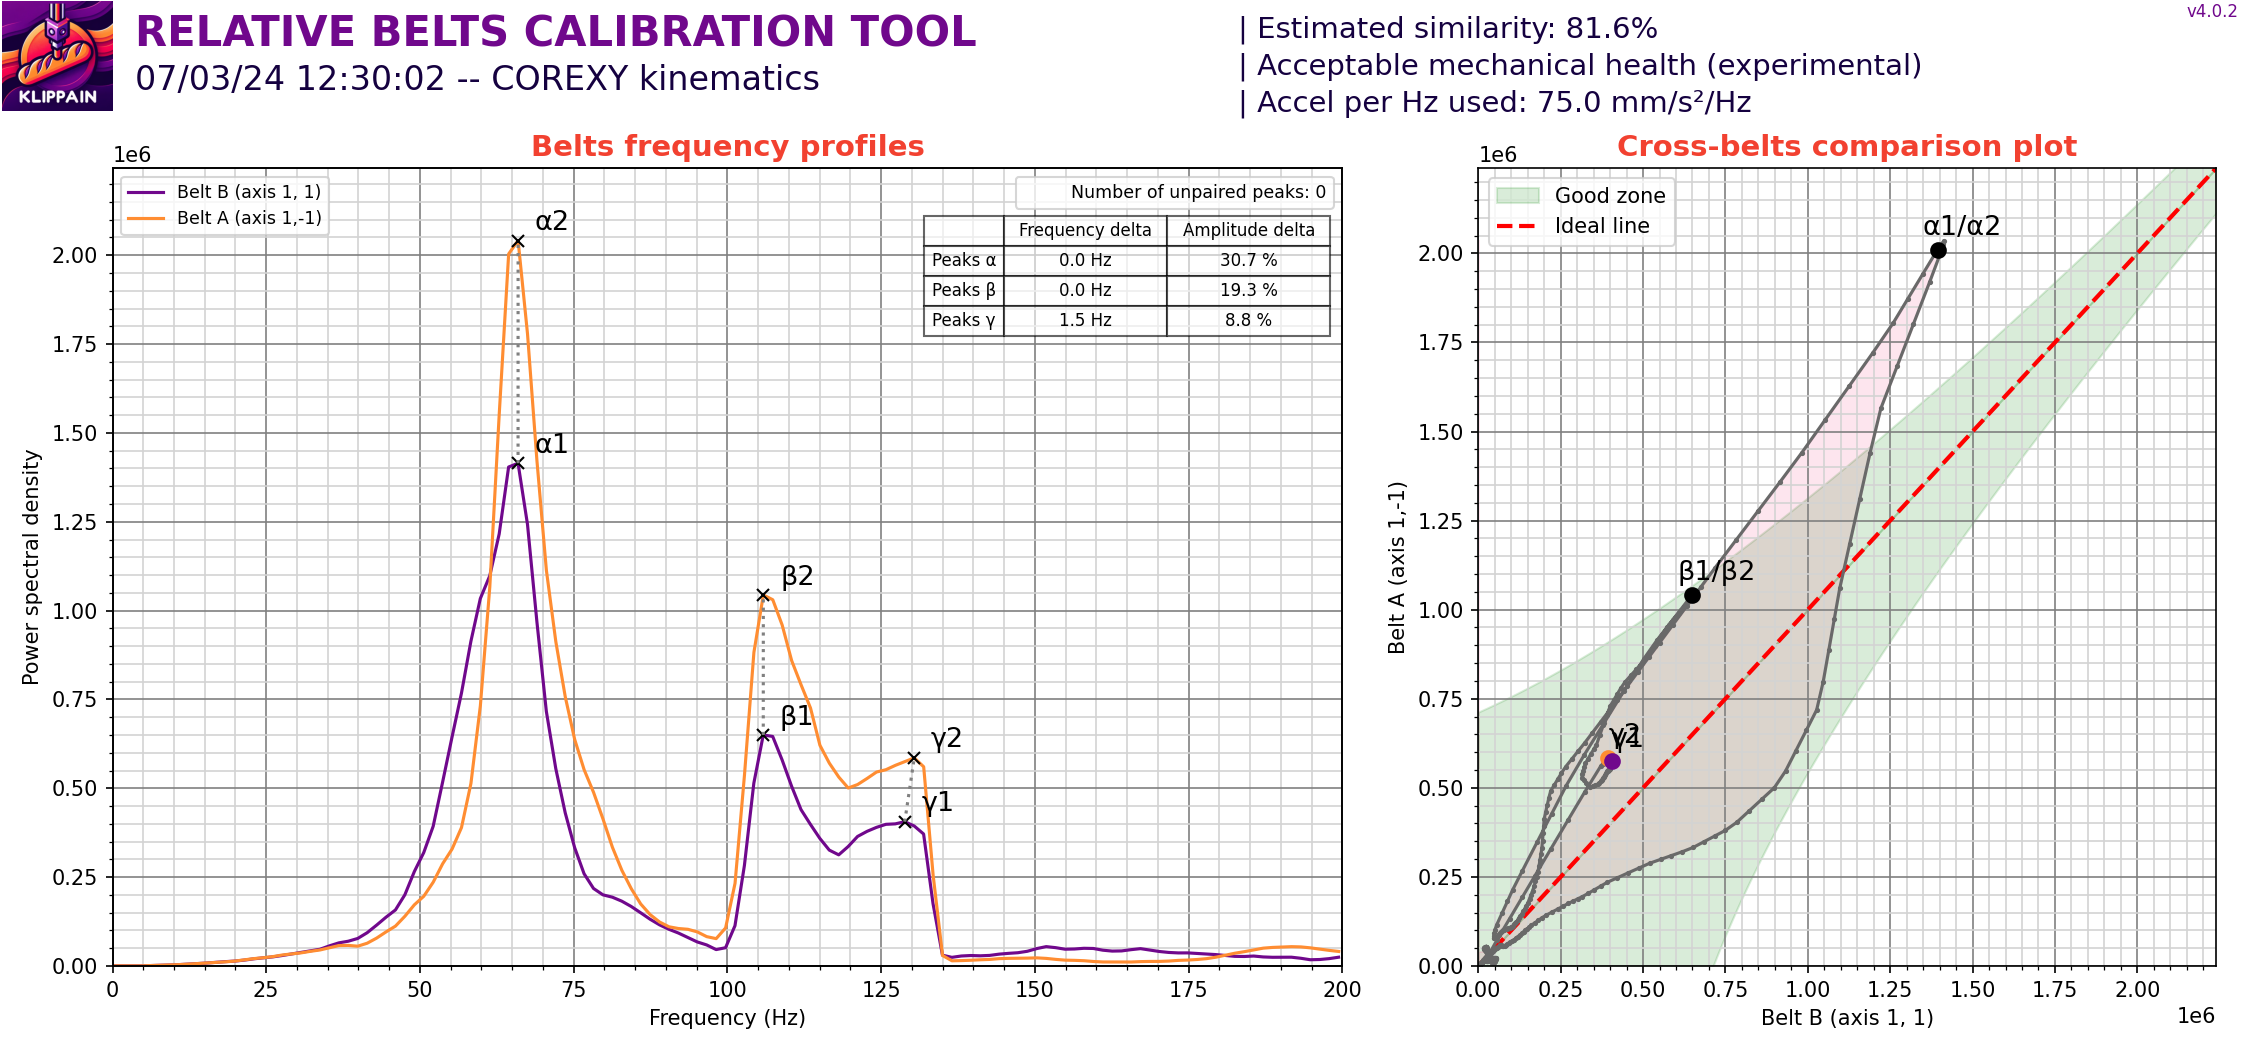 KLIPPAIN
RELATIVE BELTS CALIBRATION TOOL
07/03/24 12:30:02 -- COREXY kinematics
| Estimated similarity: 81.6%
| Acceptable mechanical health (experimental)
| Accel per Hz used: 75.0 mm/s²/Hz
v4.0.2
Belts frequency profiles
1e6
Belt B (axis 1, 1)
Belt A (axis 1,-1)
Number of unpaired peaks: 0
Frequency delta Amplitude delta
Peaks α 0.0 Hz 30.7 %
Peaks β 0.0 Hz 19.3 %
Peaks γ 1.5 Hz 8.8 %
α2
α1
β2
β1
γ2
γ1
2.00
1.75
1.50
1.25
1.00
0.75
0.50
0.25
0.00
Power spectral density
0 25 50 75 100 125 150 175 200
Frequency (Hz)
Cross-belts comparison plot
1e6
Good zone
Ideal line
α1/α2
β1/β2
γ2
γ1
2.00
1.75
1.50
1.25
1.00
0.75
0.50
0.25
0.00
Belt A (axis 1,-1)
0.00 0.25 0.50 0.75 1.00 1.25 1.50 1.75 2.00
Belt B (axis 1, 1)
1e6